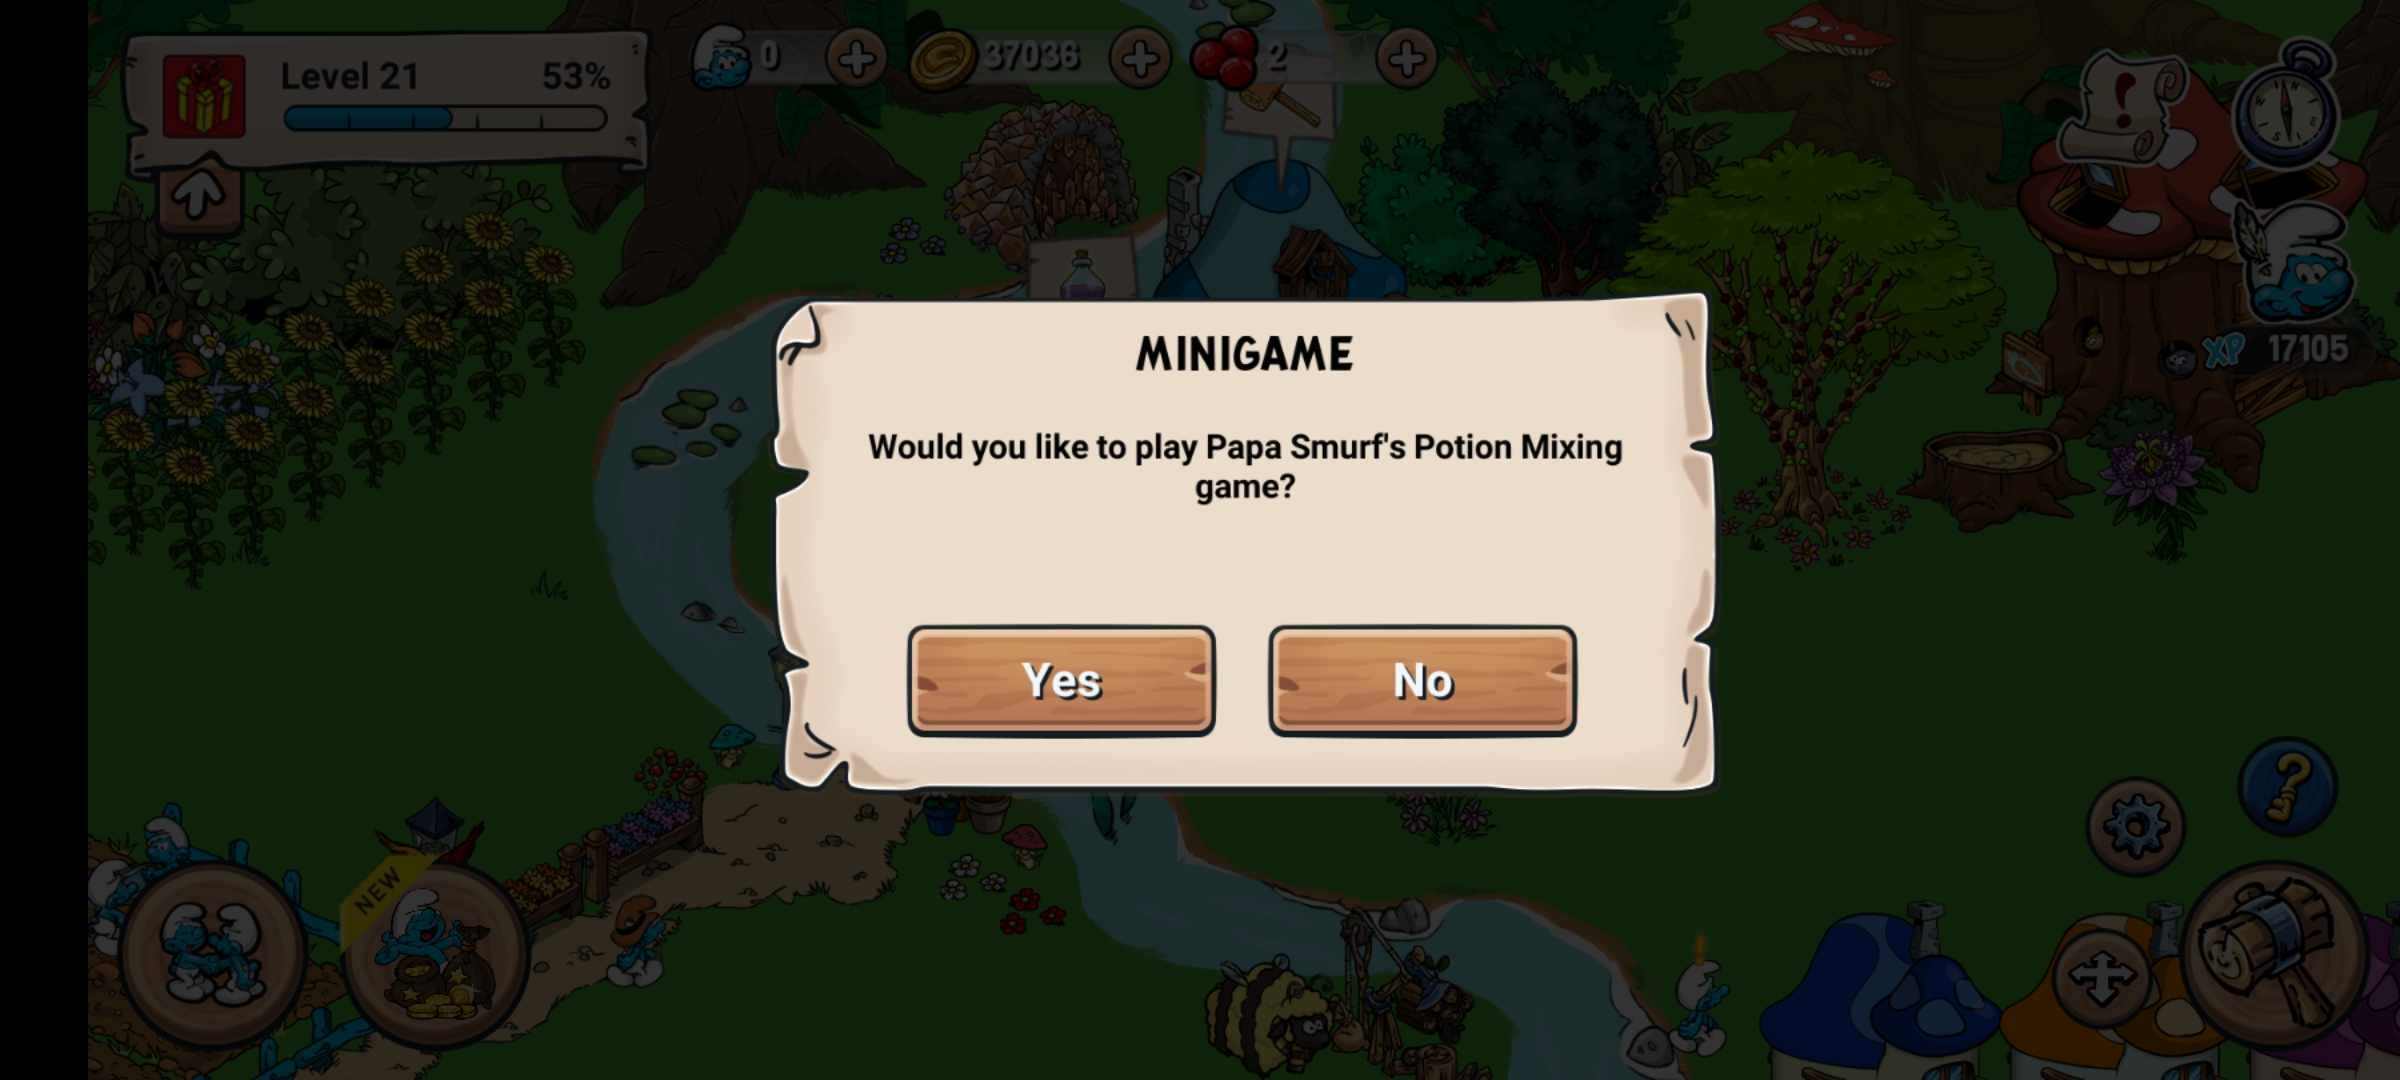 Level 21 53%
0
37036
2
XP 17105
MINIGAME
Would you like to play Papa Smurf's Potion Mixing
game?
Yes
No
NEW